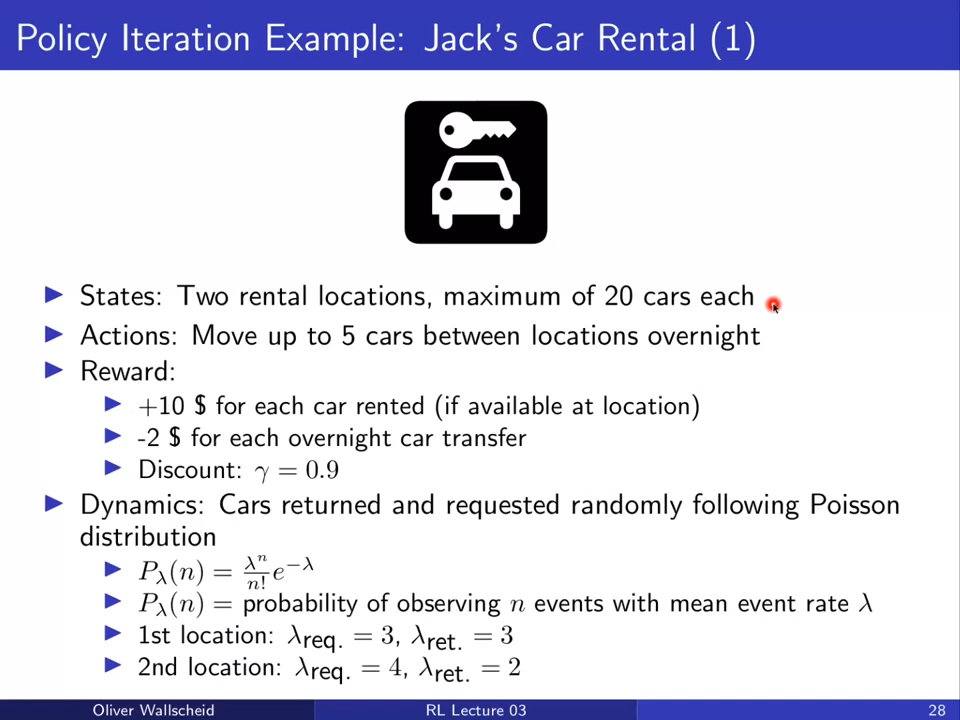 Policy Iteration Example: Jack's Car Rental (1)
▶ States: Two rental locations, maximum of 20 cars each
▶ Actions: Move up to 5 cars between locations overnight
▶ Reward:
▶ +10 $ for each car rented (if available at location)
▶ -2 $ for each overnight car transfer
▶ Discount: γ = 0.9
▶ Dynamics: Cars returned and requested randomly following Poisson
distribution
▶ P_λ(n) = λ^n/n! e^{−λ}
▶ P_λ(n) = probability of observing n events with mean event rate λ
▶ 1st location: λ_req. = 3, λ_ret. = 3
▶ 2nd location: λ_req. = 4, λ_ret. = 2
Oliver Wallscheid RL Lecture 03 28